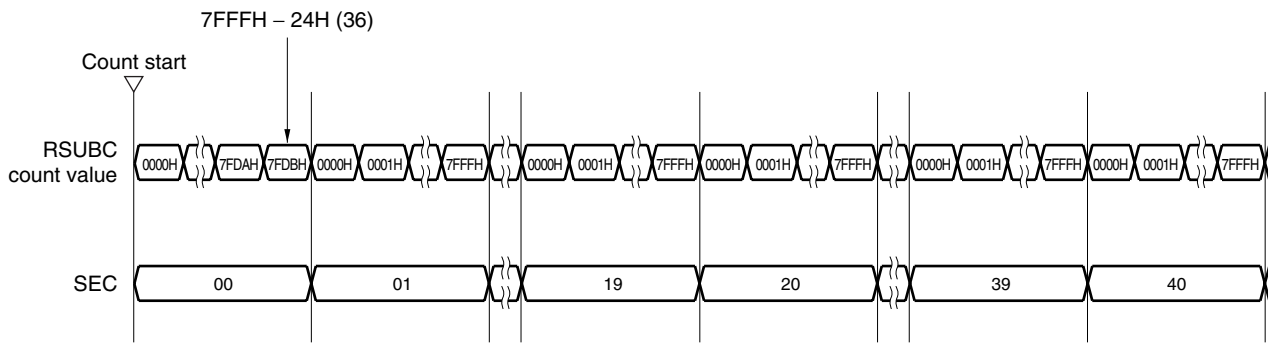 7FFFH – 24H (36)
Count start
RSUBC
count value
0000H 7FDAH 7FDBH 0000H 0001H 7FFFH 0000H 0001H 7FFFH 0000H 0001H 7FFFH 0000H 0001H 7FFFH 0000H 0001H 7FFFH
SEC 00 01 19 20 39 40